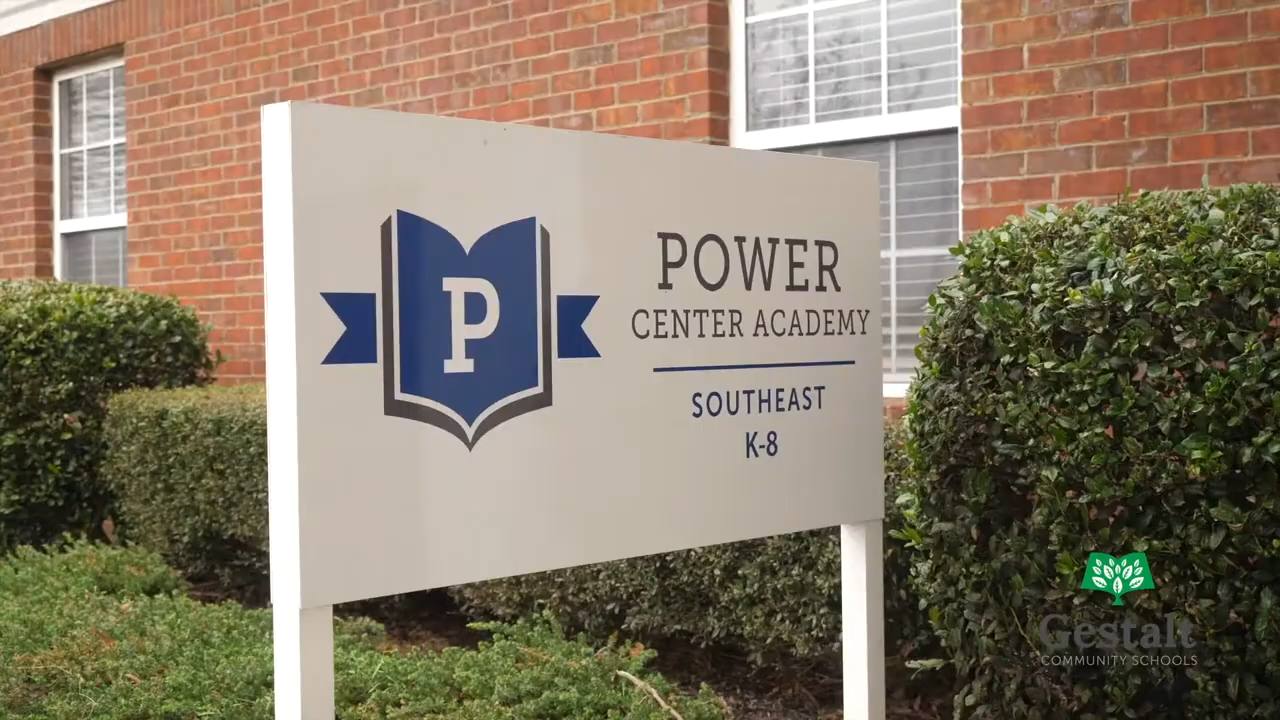 P
POWER
CENTER ACADEMY
SOUTHEAST
K-8
Gestalt
COMMUNITY SCHOOLS